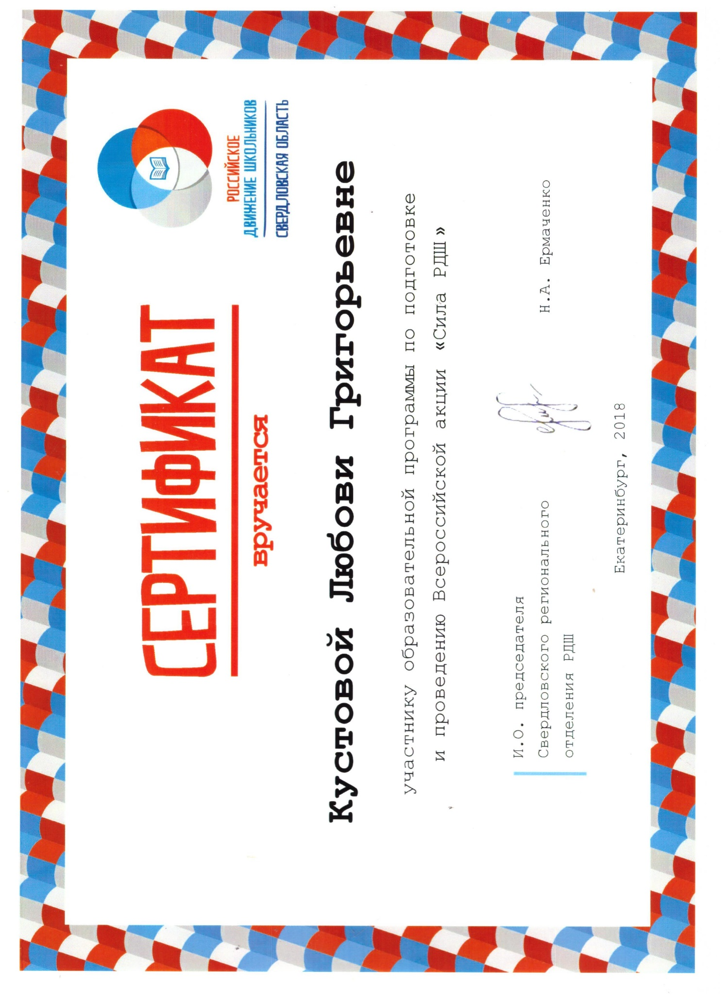 РОССИЙСКОЕ
ДВИЖЕНИЕ ШКОЛЬНИКОВ
СВЕРДЛОВСКАЯ ОБЛАСТЬ
СЕРТИФИКАТ
вручается
Кустовой Любови Григорьевне
участнику образовательной программы по подготовке
и проведению Всероссийской акции «Сила РДШ»
И.О. председателя
Свердловского регионального
отделения РДШ
Н.А. Ермаченко
Екатеринбург, 2018